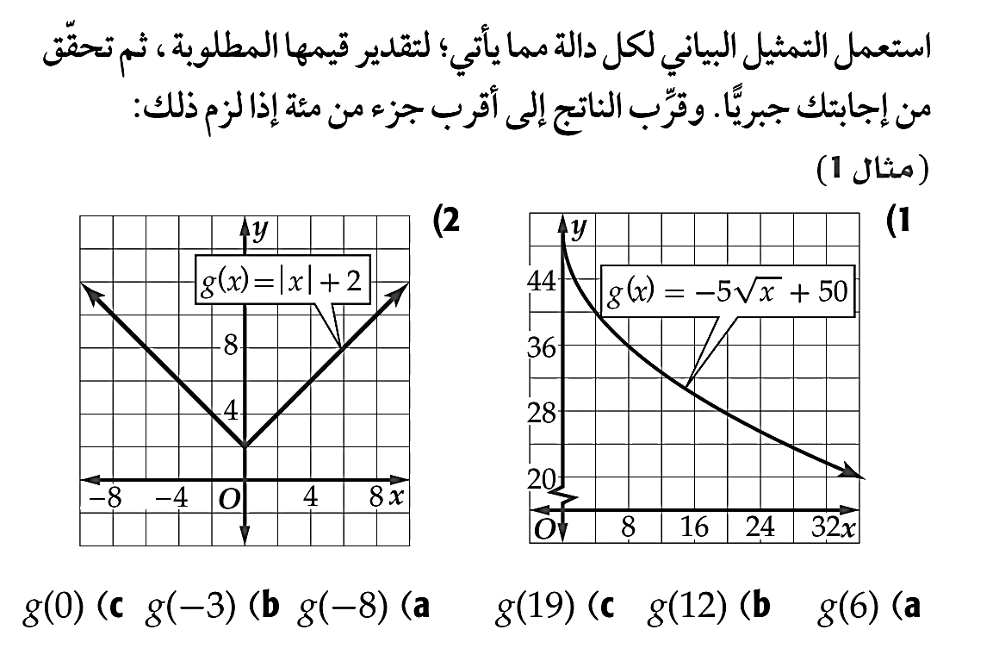 استعمل التمثيل البياني لكل دالة مما يأتي؛ لتقدير قيمها المطلوبة، ثم تحقّق
من إجابتك جبريًّا. وقرِّب الناتج إلى أقرب جزء من مئة إذا لزم ذلك:
(مثال 1)
(1
y
g(x) = −5√x + 50
44
36
28
20
O 8 16 24 32 x
(2
y
g(x)=|x|+2
8
4
−8 −4 O 4 8 x
g(6) (a g(12) (b g(19) (c
g(−8) (a g(−3) (b g(0) (c